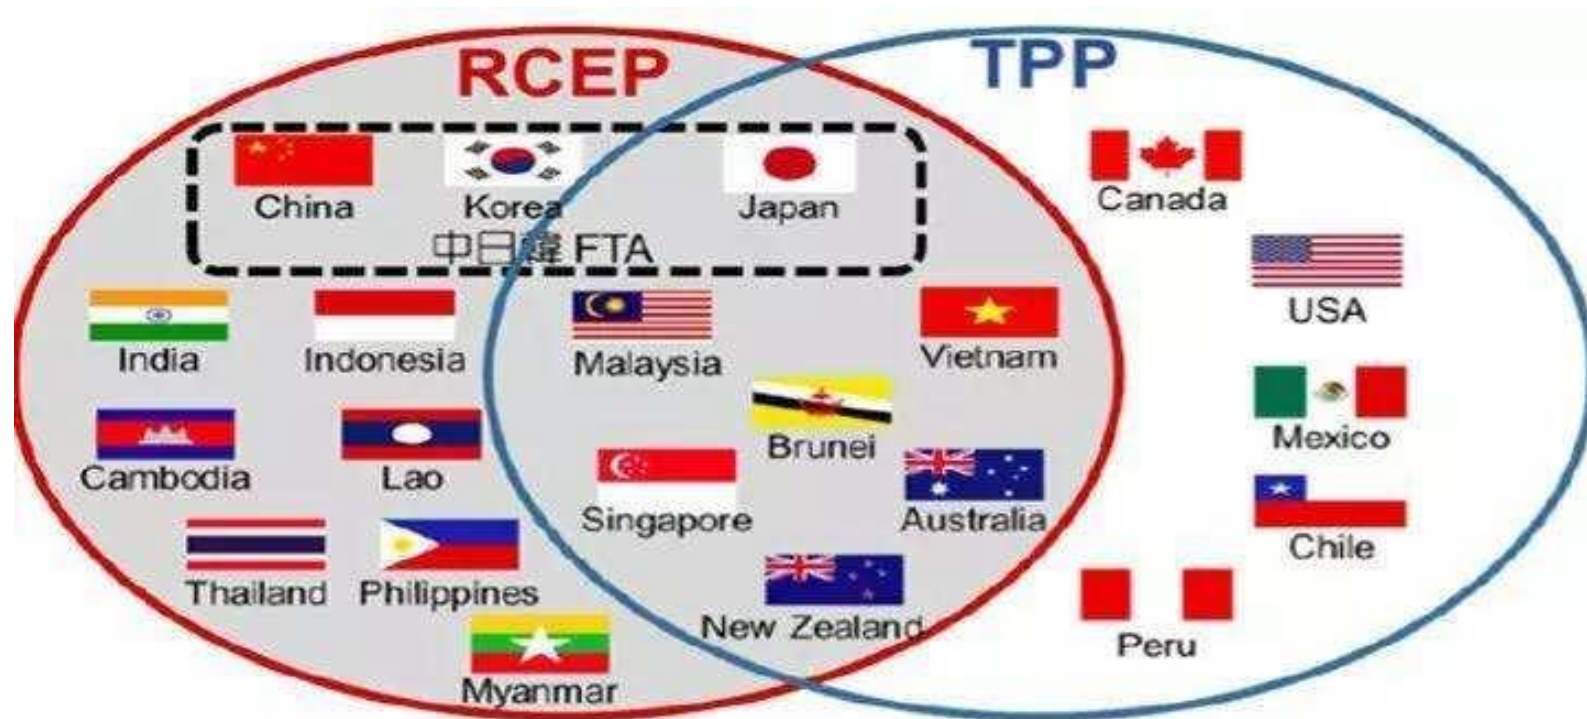 RCEP
TPP
China
Korea
Japan
Canada
中日韓 FTA
USA
India
Indonesia
Malaysia
Vietnam
Mexico
Brunei
Cambodia
Lao
Singapore
Australia
Chile
Thailand
Philippines
New Zealand
Peru
Myanmar